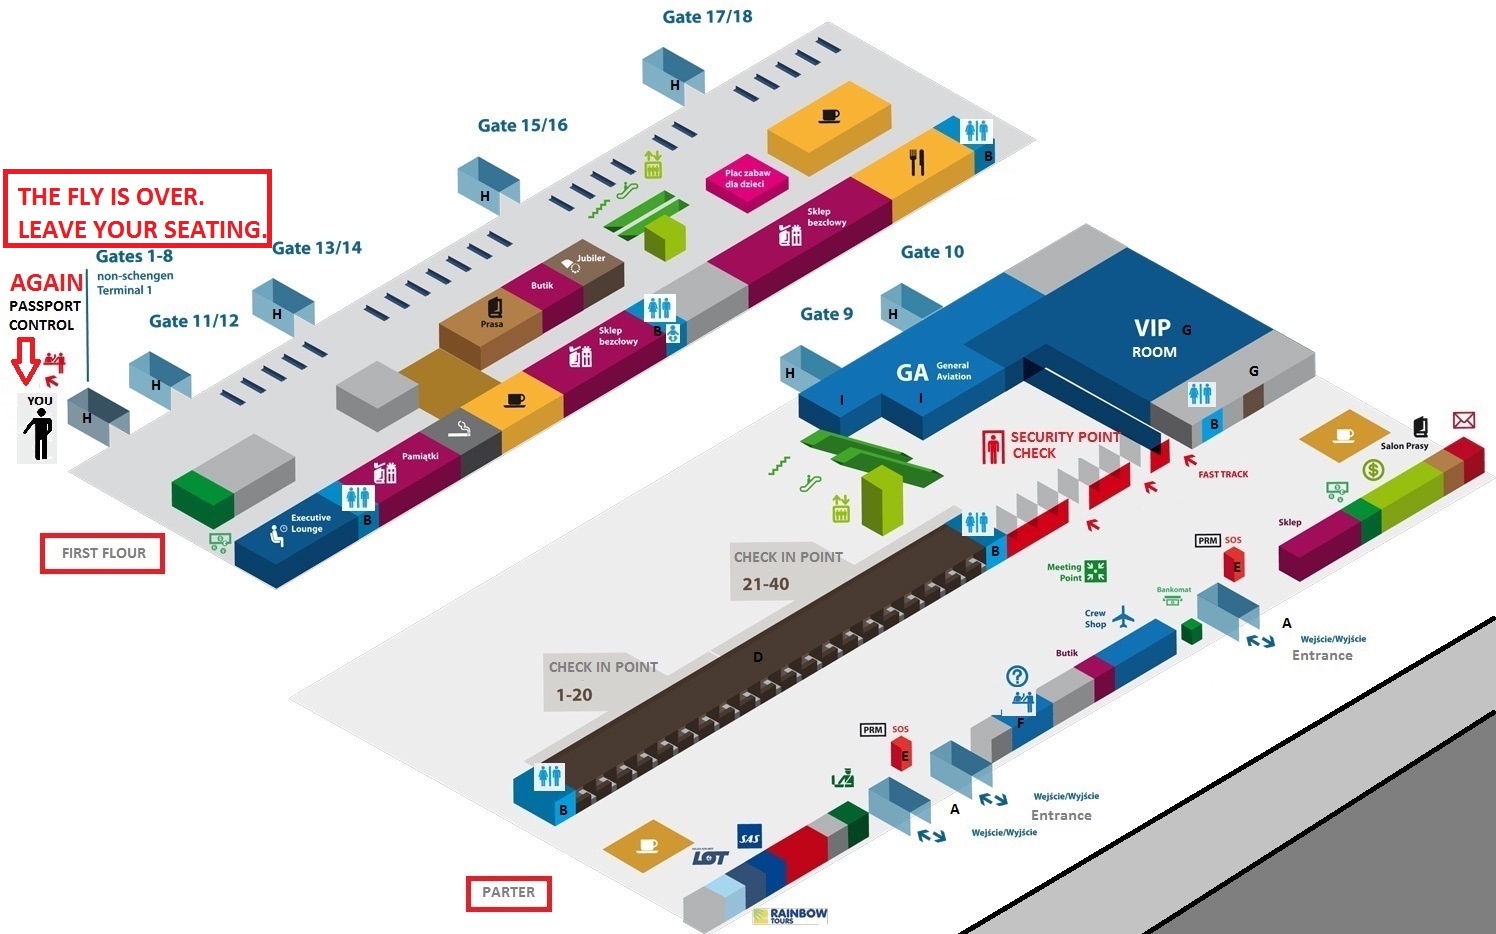 Gate 17/18
H
Gate 15/16
H
B
Plac zabaw
dla dzieci
Sklep
bezcłowy
THE FLY IS OVER.
LEAVE YOUR SEATING.
Gate 13/14
H
Gates 1-8
non-schengen
Terminal 1
AGAIN
PASSPORT
CONTROL
YOU
H
Gate 11/12
H
Jubiler
Butik
Prasa
Sklep
bezcłowy
B
Pamiątki
Executive
Lounge
B
FIRST FLOUR
Gate 10
H
Gate 9
H
VIP
ROOM
G
GA
General
Aviation
I
I
G
B
SECURITY POINT
CHECK
FAST TRACK
Salon Prasy
Sklep
B
CHECK IN POINT
21-40
CHECK IN POINT
1-20
D
B
Meeting
Point
PRM
SOS
E
Bankomat
A
Wejście/Wyjście
Entrance
Crew
Shop
Butik
F
PRM
SOS
E
A
Wejście/Wyjście
Entrance
Wejście/Wyjście
LOT
SAS
RAINBOW
TOURS
PARTER